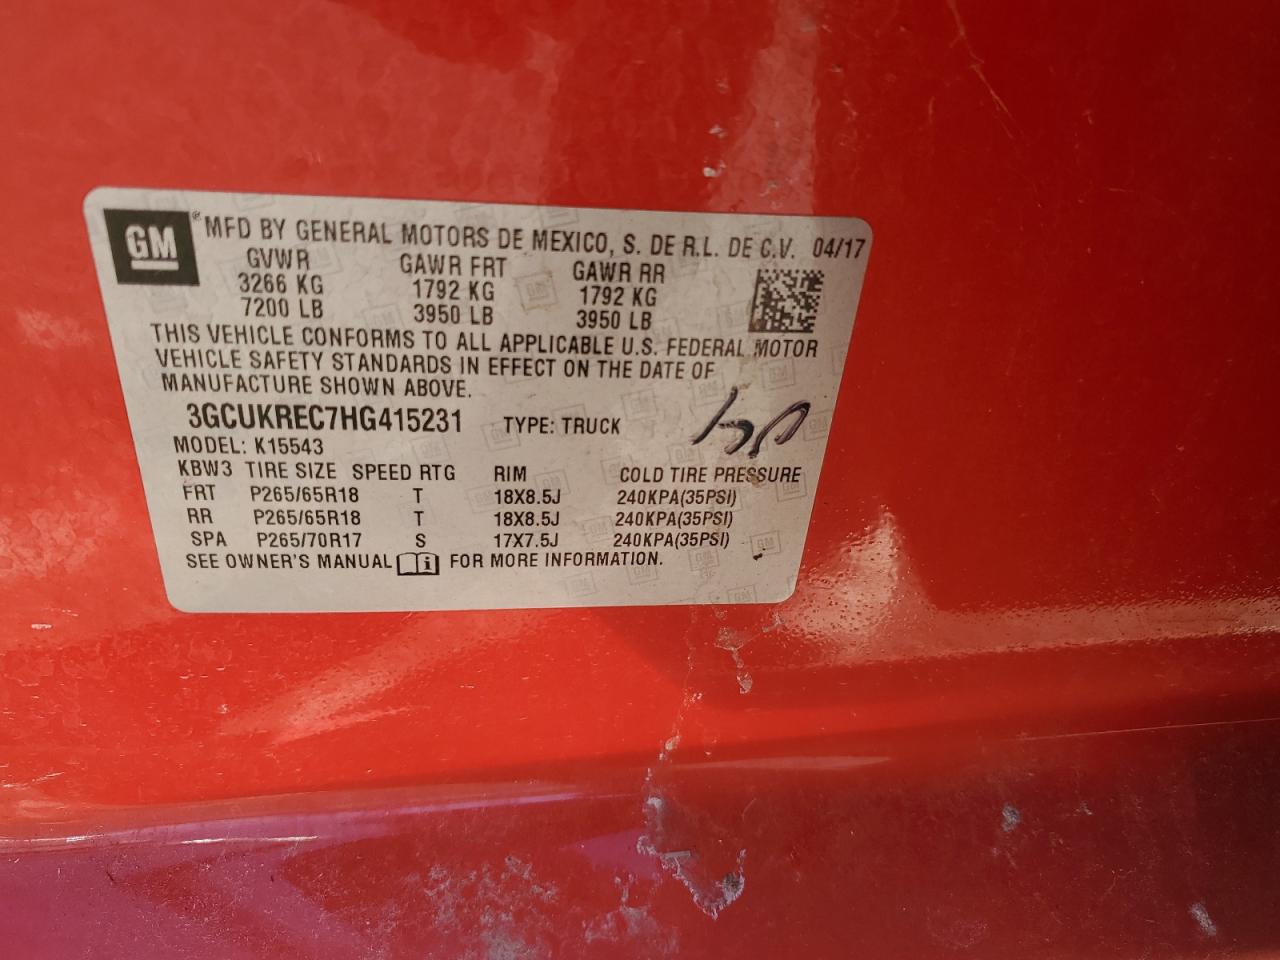 GM ® MFD BY GENERAL MOTORS DE MEXICO, S. DE R.L. DE C.V. 04/17
GVWR GAWR FRT GAWR RR
3266 KG 1792 KG 1792 KG
7200 LB 3950 LB 3950 LB
THIS VEHICLE CONFORMS TO ALL APPLICABLE U.S. FEDERAL MOTOR
VEHICLE SAFETY STANDARDS IN EFFECT ON THE DATE OF
MANUFACTURE SHOWN ABOVE.
3GCUKREC7HG415231 TYPE: TRUCK
MODEL: K15543
KBW3 TIRE SIZE SPEED RTG RIM COLD TIRE PRESSURE
FRT P265/65R18 T 18X8.5J 240KPA(35PSI)
RR P265/65R18 T 18X8.5J 240KPA(35PSI)
SPA P265/70R17 S 17X7.5J 240KPA(35PSI)
SEE OWNER'S MANUAL i FOR MORE INFORMATION.